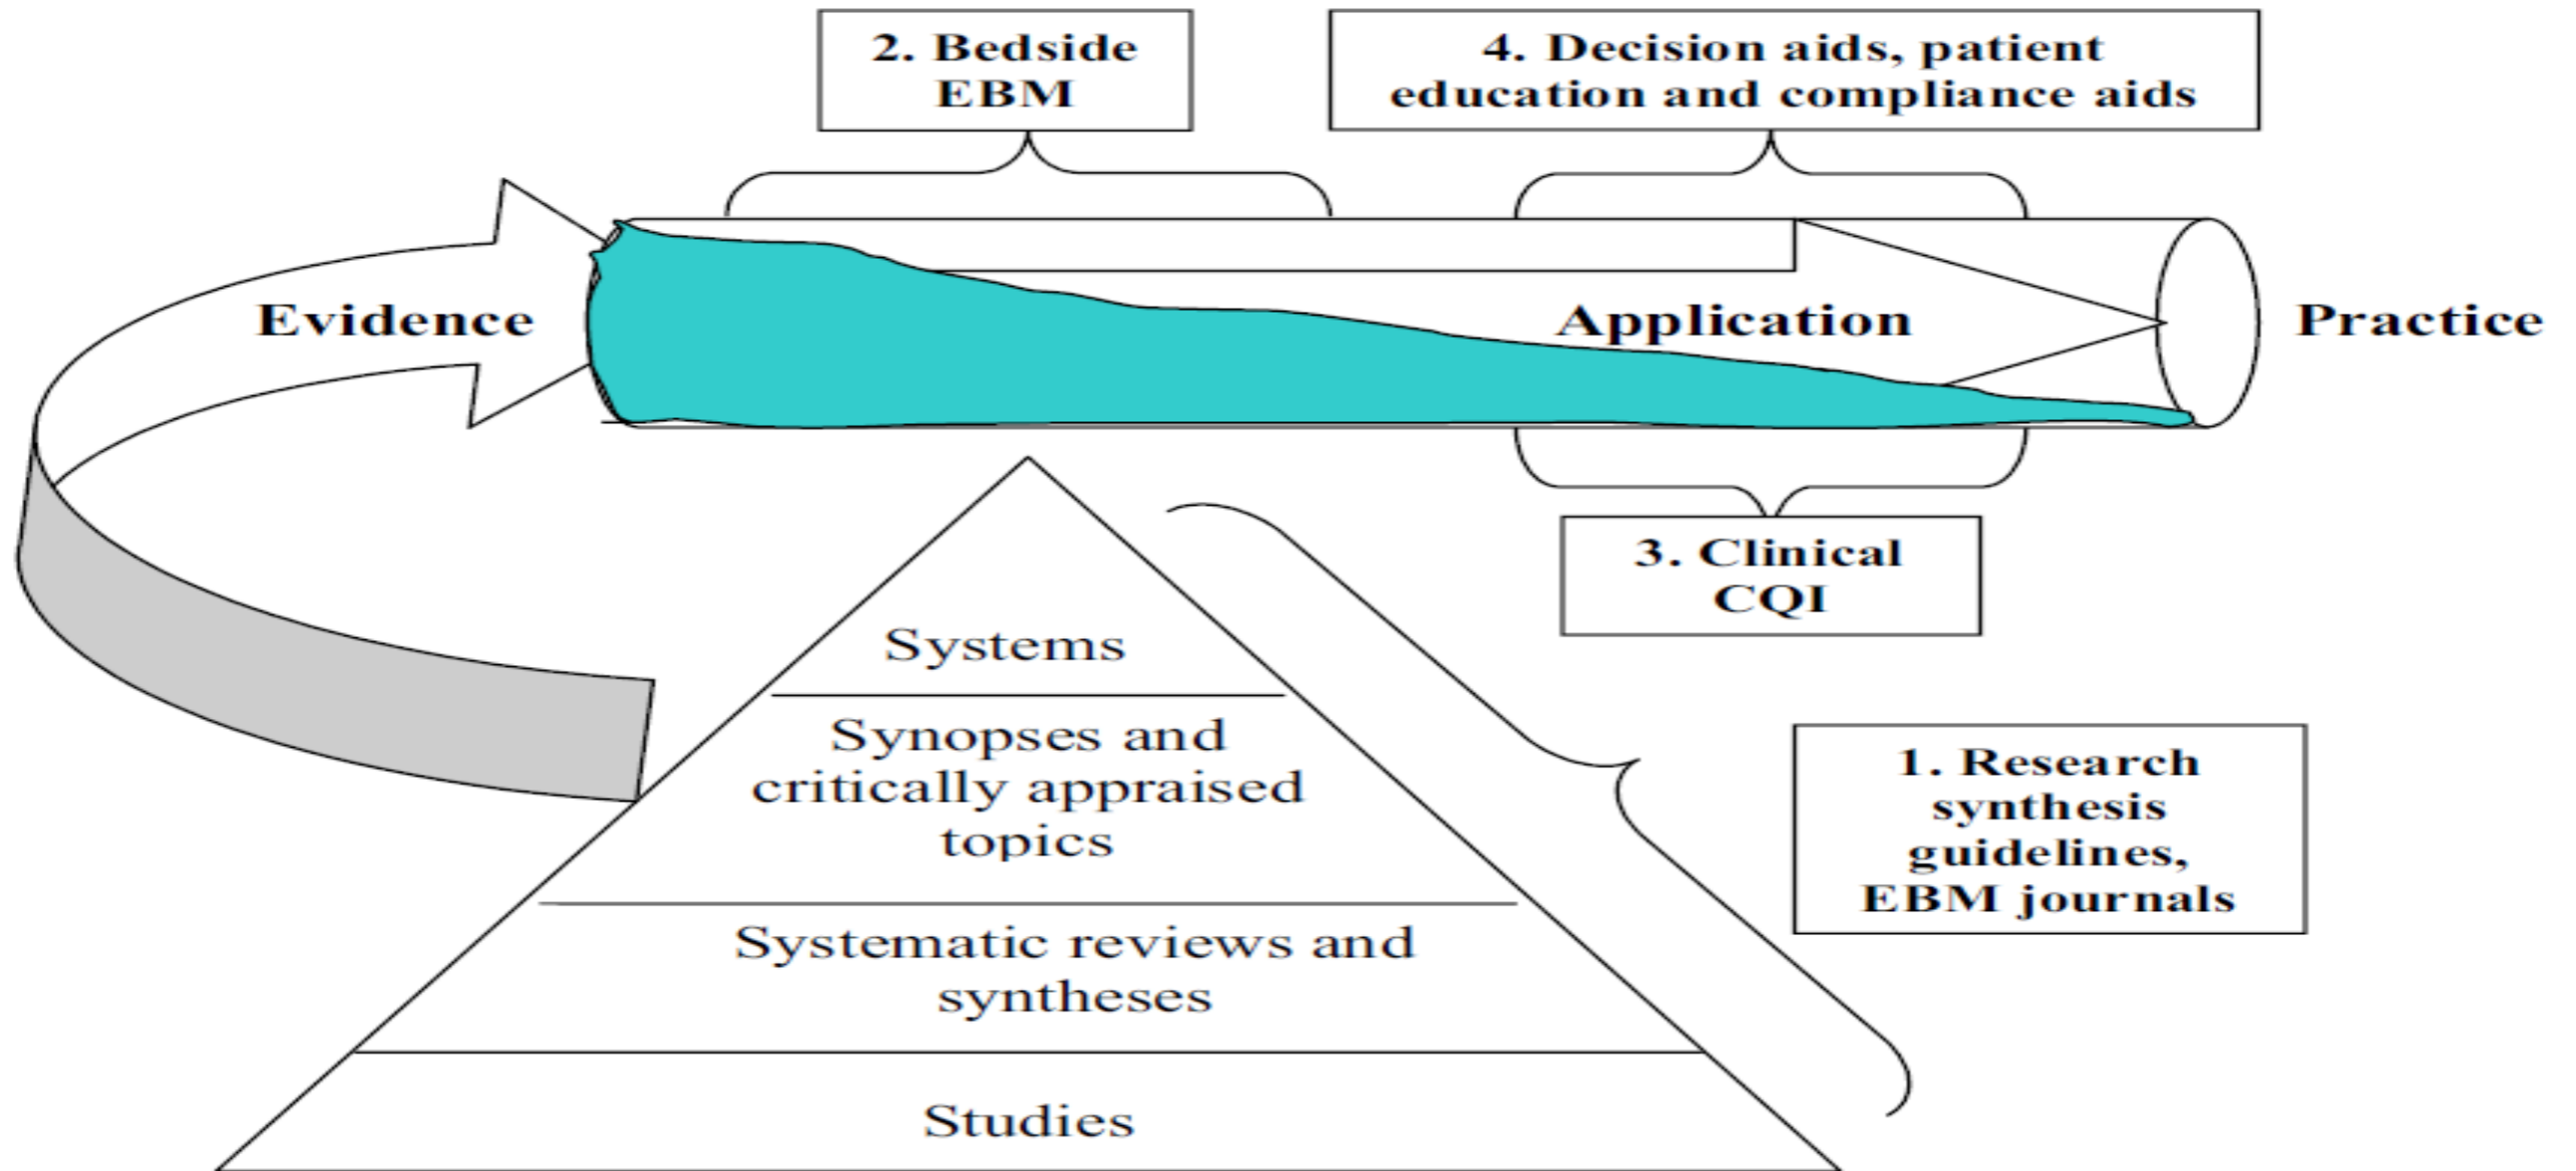 2. Bedside
EBM
4. Decision aids, patient
education and compliance aids
Evidence
Application
Practice
3. Clinical
CQI
Systems
Synopses and
critically appraised
topics
Systematic reviews and
syntheses
Studies
1. Research
synthesis
guidelines,
EBM journals